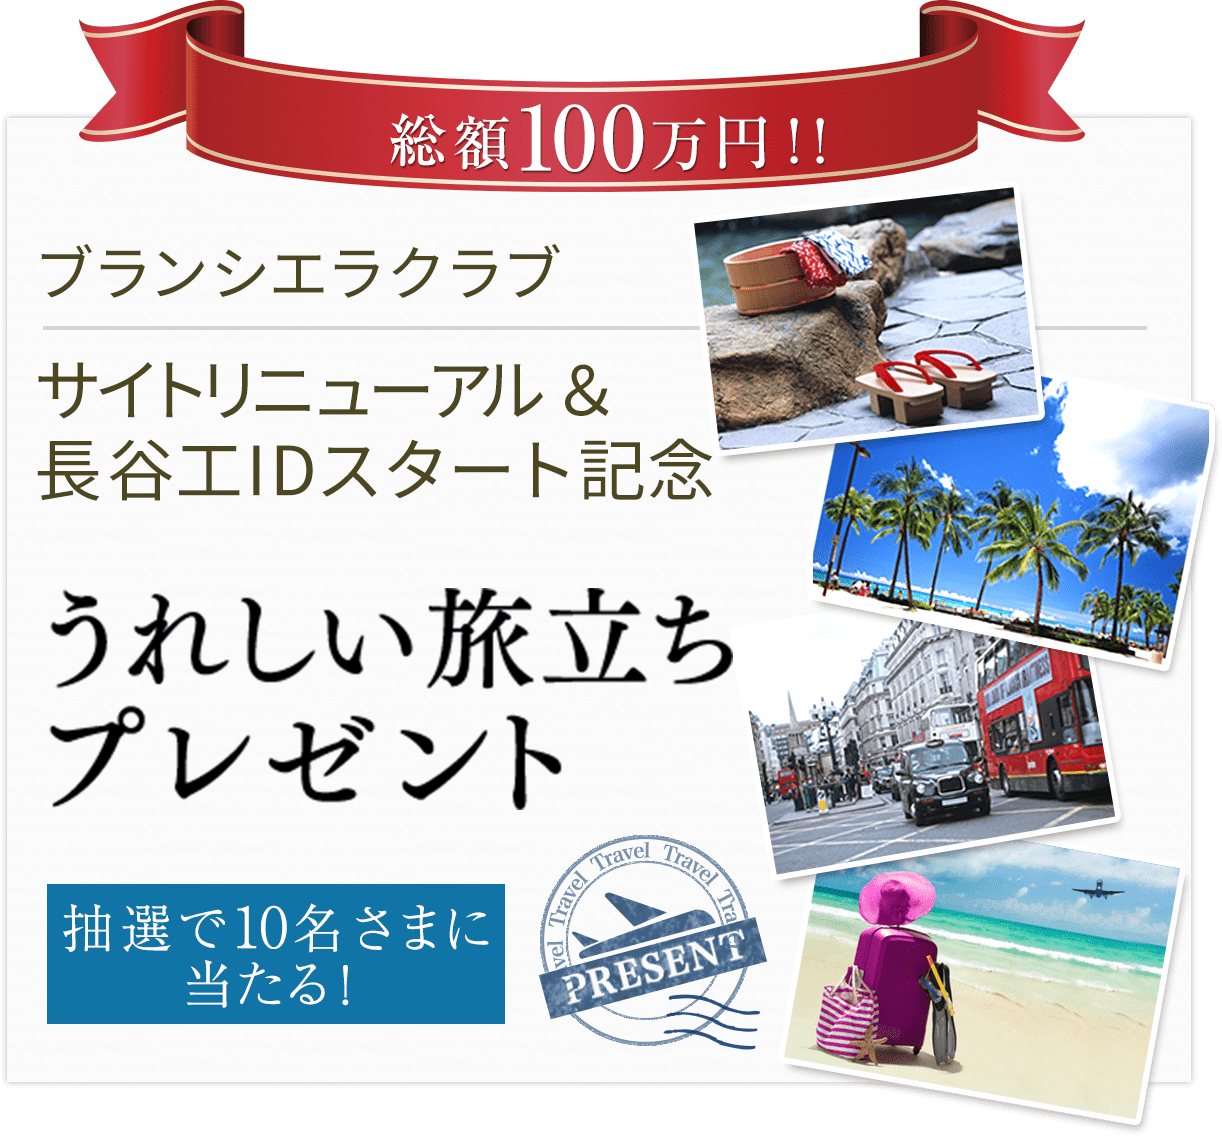 総額100万円!!
ブランシエラクラブ
サイトリニューアル &
長谷工IDスタート記念
うれしい旅立ち
プレゼント
抽選で10名さまに
当たる!
Travel Travel Travel Travel
PRESENT